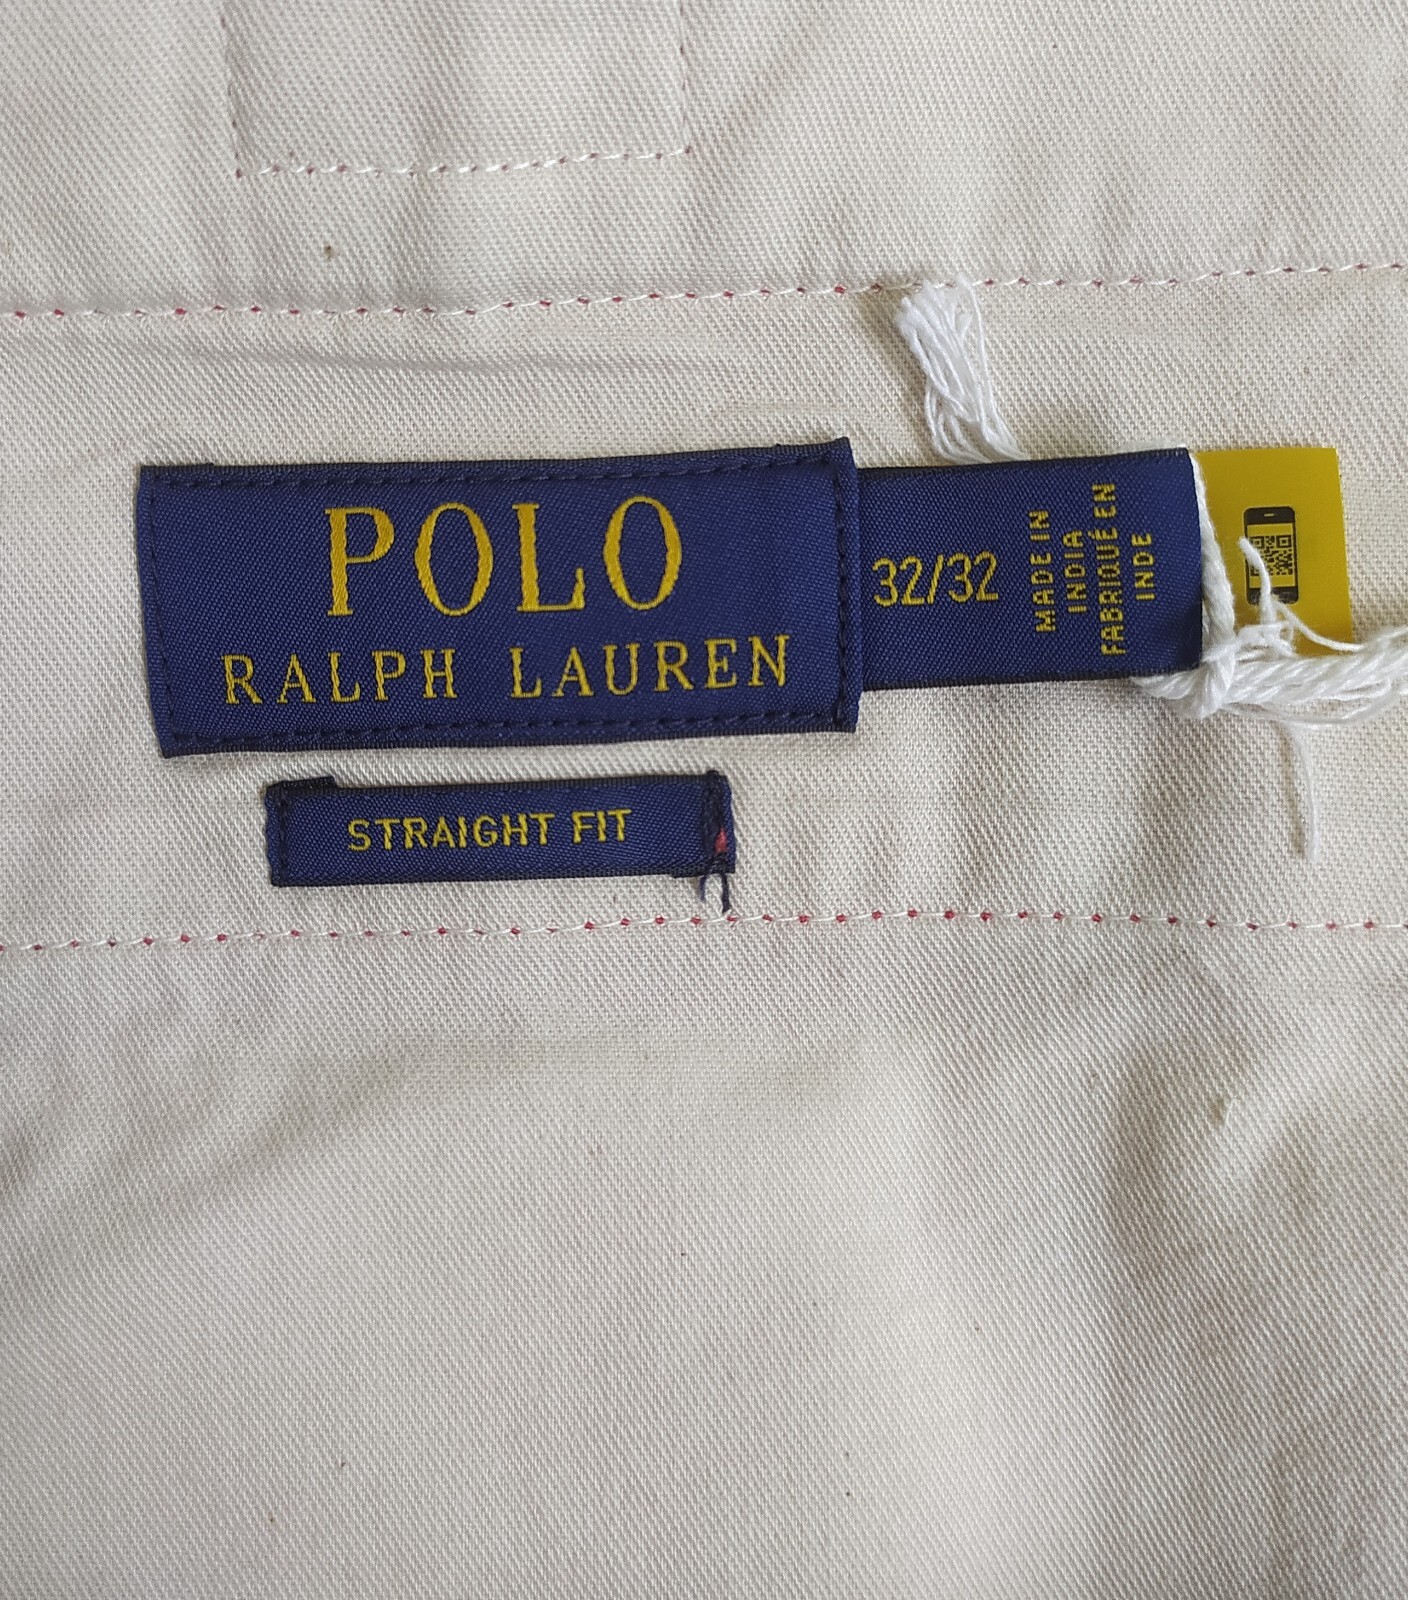 POLO
RALPH LAUREN
32/32
MADE IN
INDIA
FABRIQUÉ EN
INDE
STRAIGHT FIT